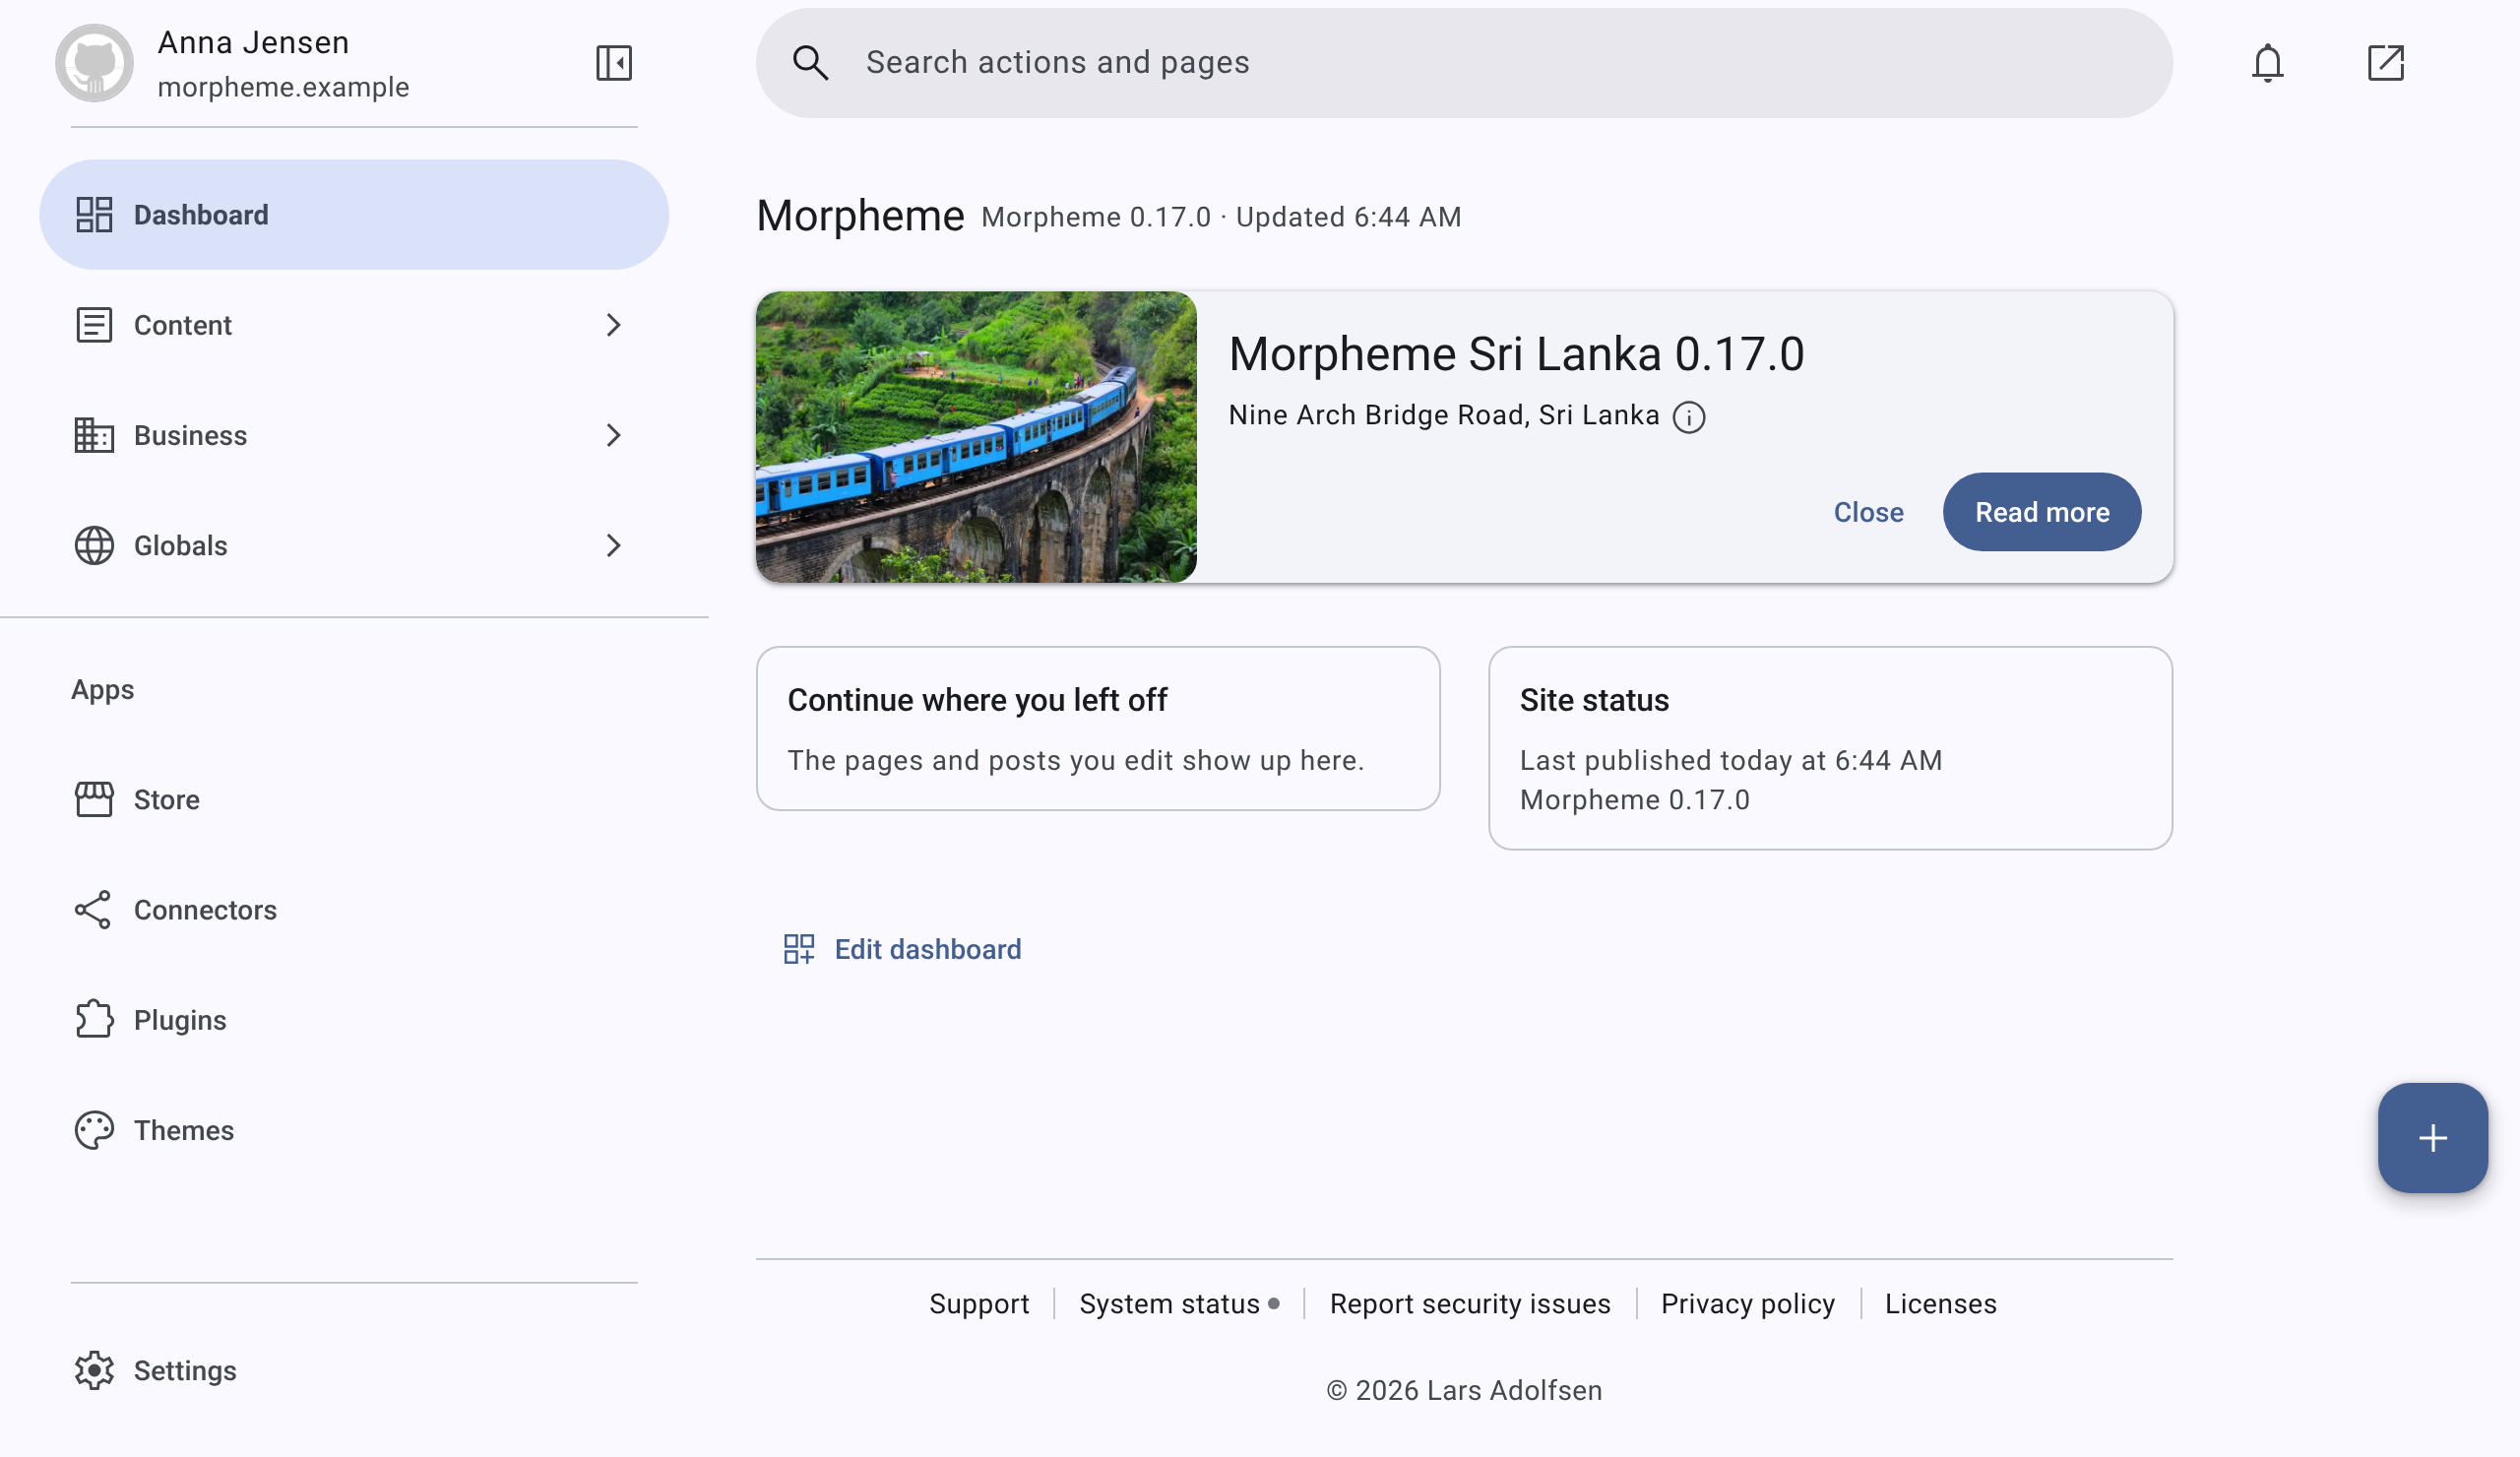 Anna Jensen
morpheme.example
Dashboard
Content
Business
Globals
Apps
Store
Connectors
Plugins
Themes
Settings
Search actions and pages
Morpheme
Morpheme 0.17.0 · Updated 6:44 AM
Morpheme Sri Lanka 0.17.0
Nine Arch Bridge Road, Sri Lanka
Close
Read more
Continue where you left off
The pages and posts you edit show up here.
Site status
Last published today at 6:44 AM
Morpheme 0.17.0
Edit dashboard
Support
System status
Report security issues
Privacy policy
Licenses
© 2026 Lars Adolfsen